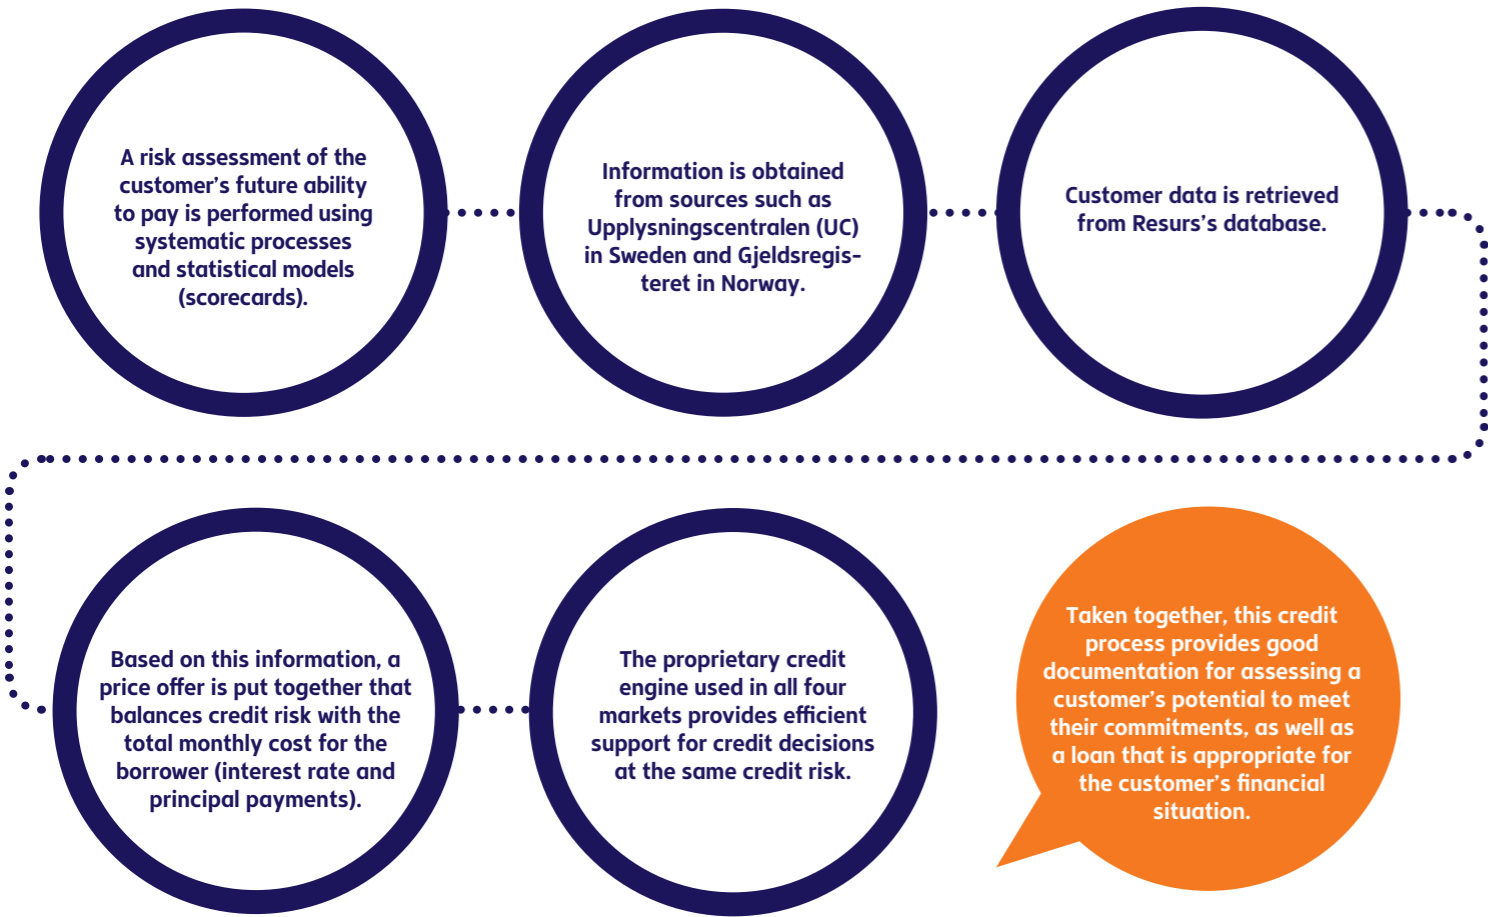 A risk assessment of the
customer's future ability
to pay is performed using
systematic processes
and statistical models
(scorecards).
Information is obtained
from sources such as
Upplysningscentralen (UC)
in Sweden and Gjeldsregis-
teret in Norway.
Customer data is retrieved
from Resurs's database.
Based on this information, a
price offer is put together that
balances credit risk with the
total monthly cost for the
borrower (interest rate and
principal payments).
The proprietary credit
engine used in all four
markets provides efficient
support for credit decisions
at the same credit risk.
Taken together, this credit
process provides good
documentation for assessing a
customer's potential to meet
their commitments, as well as
a loan that is appropriate for
the customer's financial
situation.